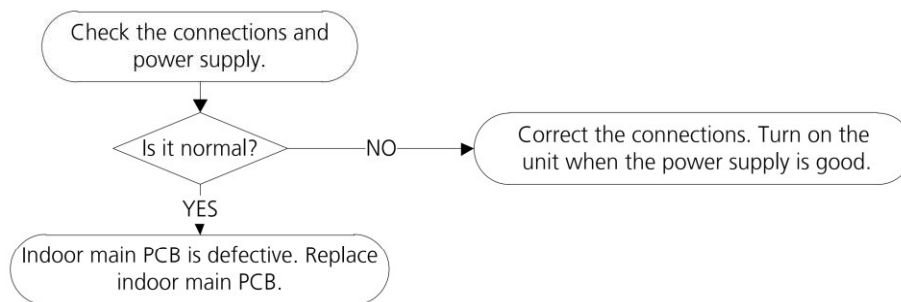 Check the connections and
power supply.
Is it normal?
NO
Correct the connections. Turn on the
unit when the power supply is good.
YES
Indoor main PCB is defective. Replace
indoor main PCB.